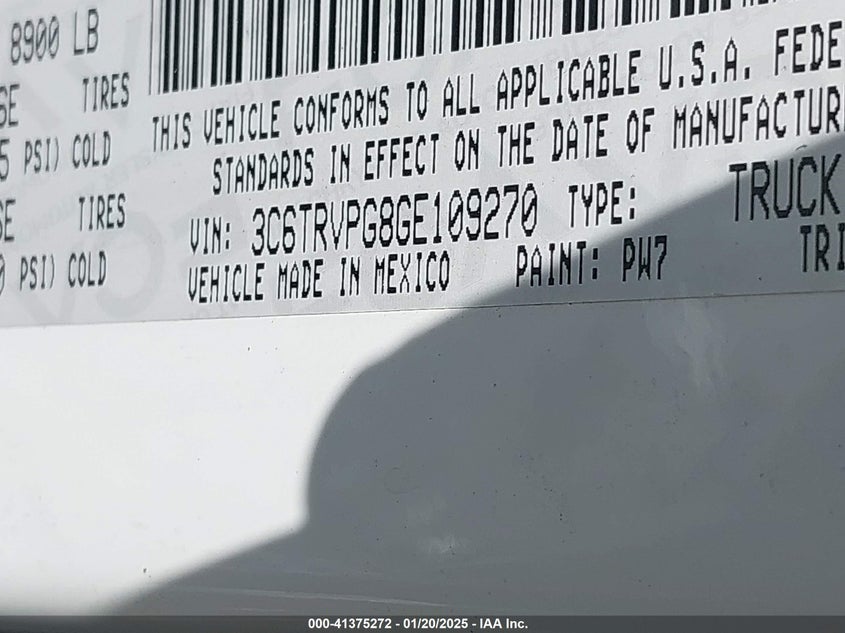 8900 LB
TIRES
PSI) COLD
TIRES
PSI) COLD
THIS VEHICLE CONFORMS TO ALL APPLICABLE U.S.A. FEDE
STANDARDS IN EFFECT ON THE DATE OF MANUFACTUR
VIN: 3C6TRVPG8GE109270 TYPE: TRUCK
VEHICLE MADE IN MEXICO PAINT: PW7 TRI
000-41375272 - 01/20/2025 - IAA Inc.